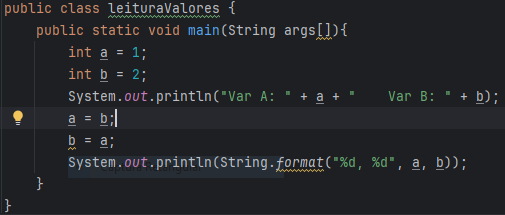 public class leituraValores {
    public static void main(String args[]){
        int a = 1;
        int b = 2;
        System.out.println("Var A: " + a + "    Var B: " + b);
        a = b;
        b = a;
        System.out.println(String.format("%d, %d", a, b));
    }
}